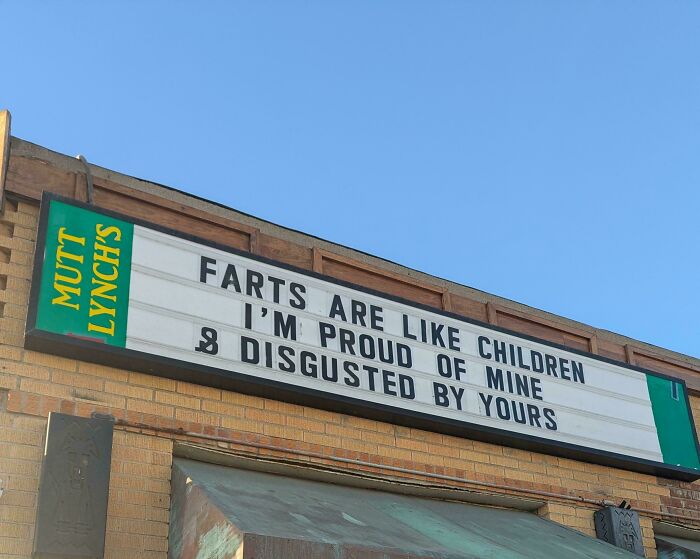 MUTT
LYNCH'S
FARTS ARE LIKE CHILDREN
I'M PROUD OF MINE
& DISGUSTED BY YOURS